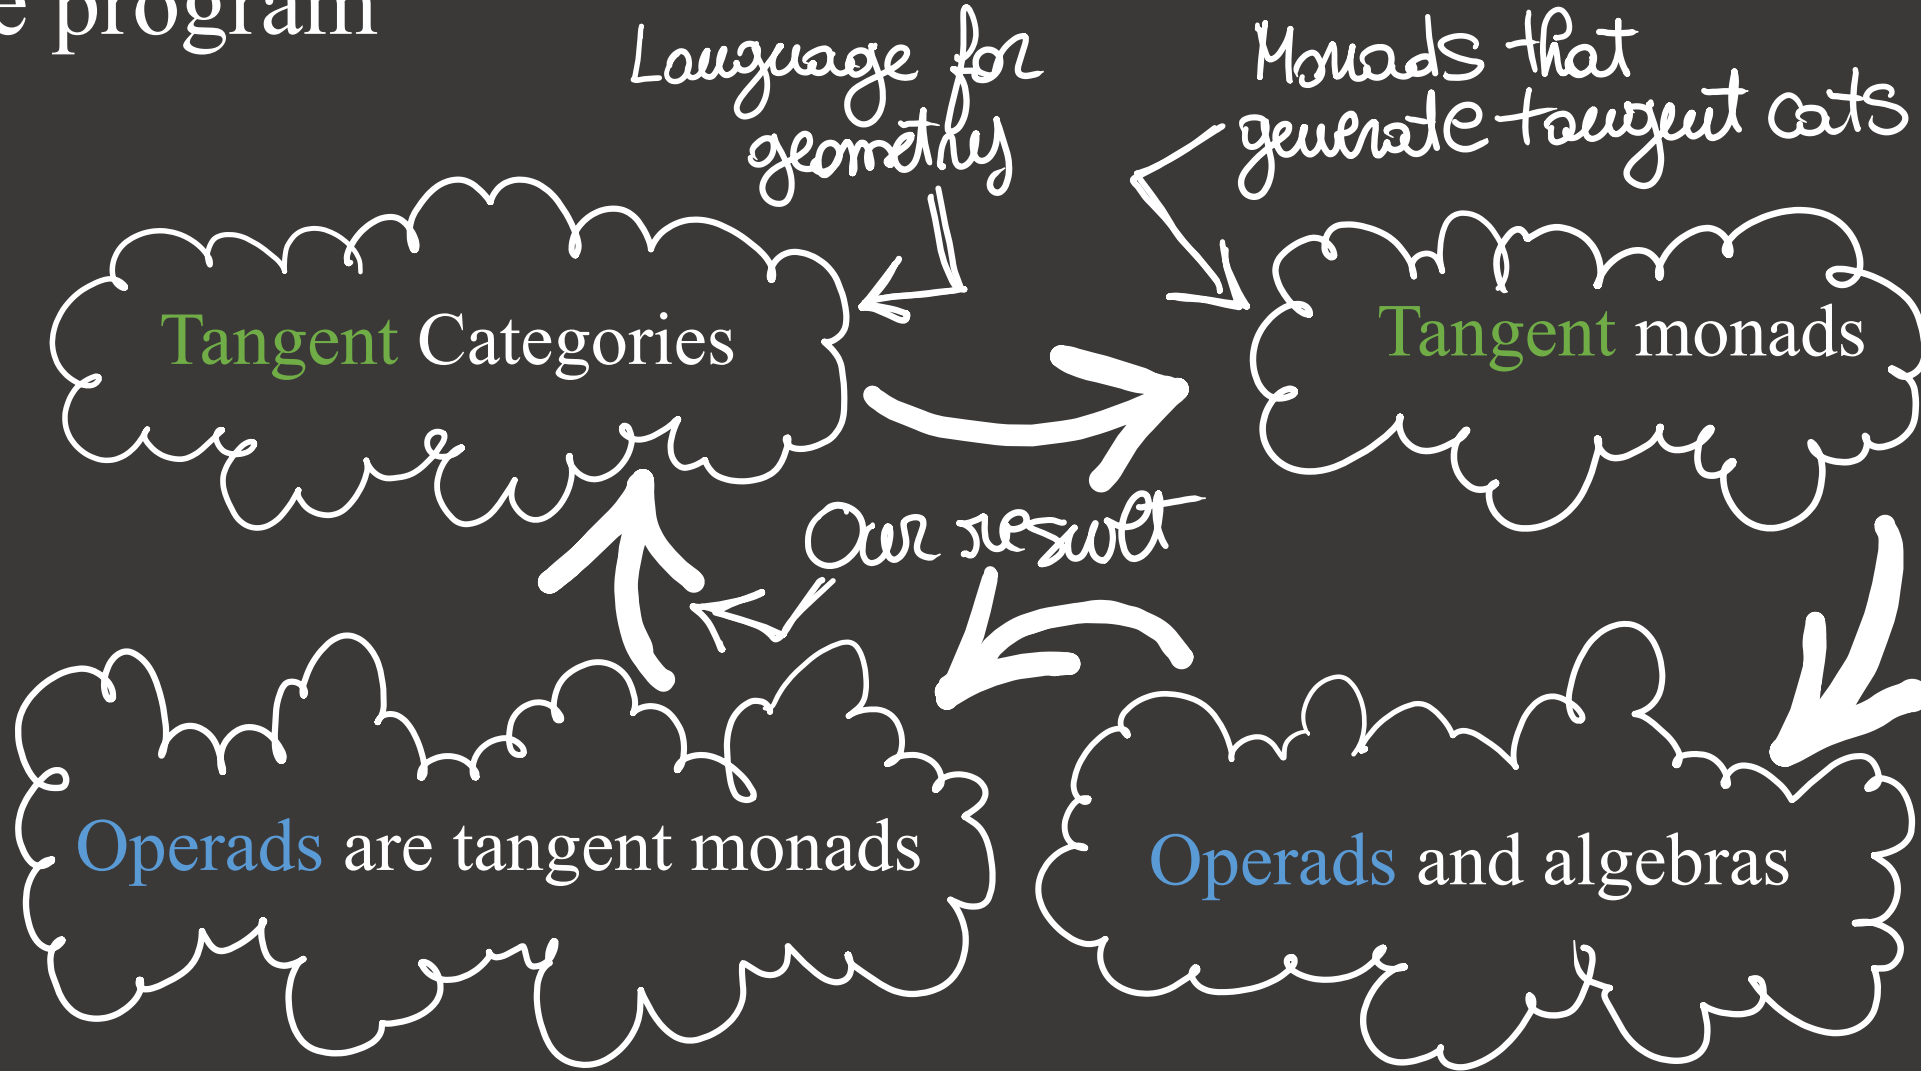 e program
Language for
geometry
Monads that
generate tangent cats
Tangent Categories
Tangent monads
Our result
Operads are tangent monads
Operads and algebras